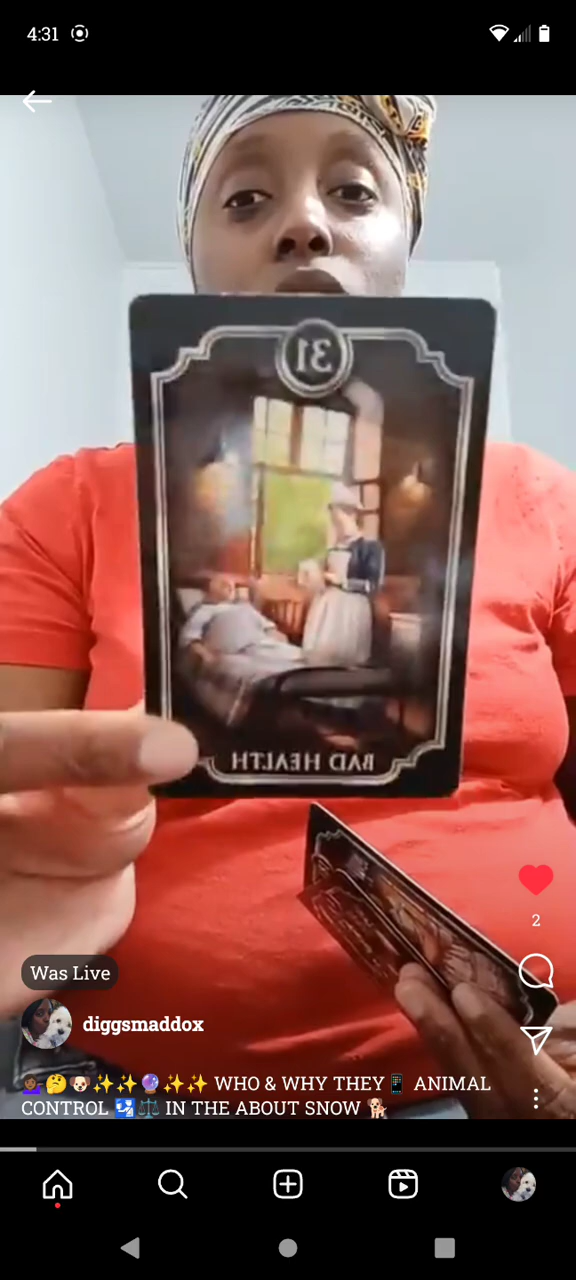 4:31
31
BAD HEALTH
2
Was Live
diggsmaddox
💁🏾‍♀️🤔🐶✨✨🔮✨✨ WHO & WHY THEY📱 ANIMAL
CONTROL 🛂⚖️ IN THE ABOUT SNOW 🐕